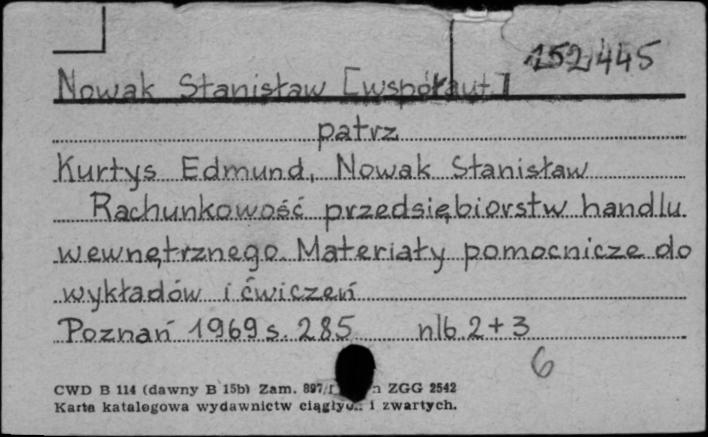 152445
Nowak Stanisław [współaut.]
patrz
Kurtys Edmund, Nowak Stanisław
Rachunkowość przedsiębiorstw handlu
wewnętrznego. Materiały pomocnicze do
wykładów i ćwiczeń
Poznań 1969 s. 285 nlb. 2+3
6
CWD B 114 (dawny B 15b) Zam. 897 ZGG 2542
Karta katalogowa wydawnictw ciągłych i zwartych.